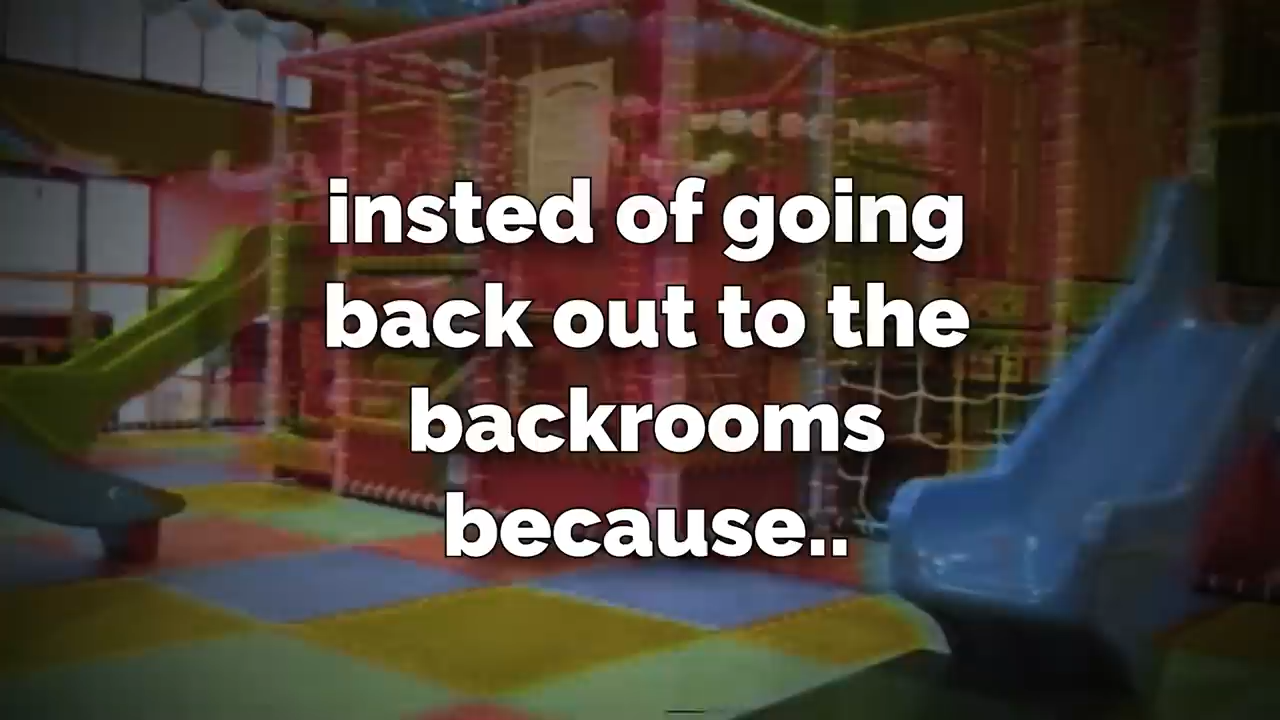 insted of going
back out to the
backrooms
because..